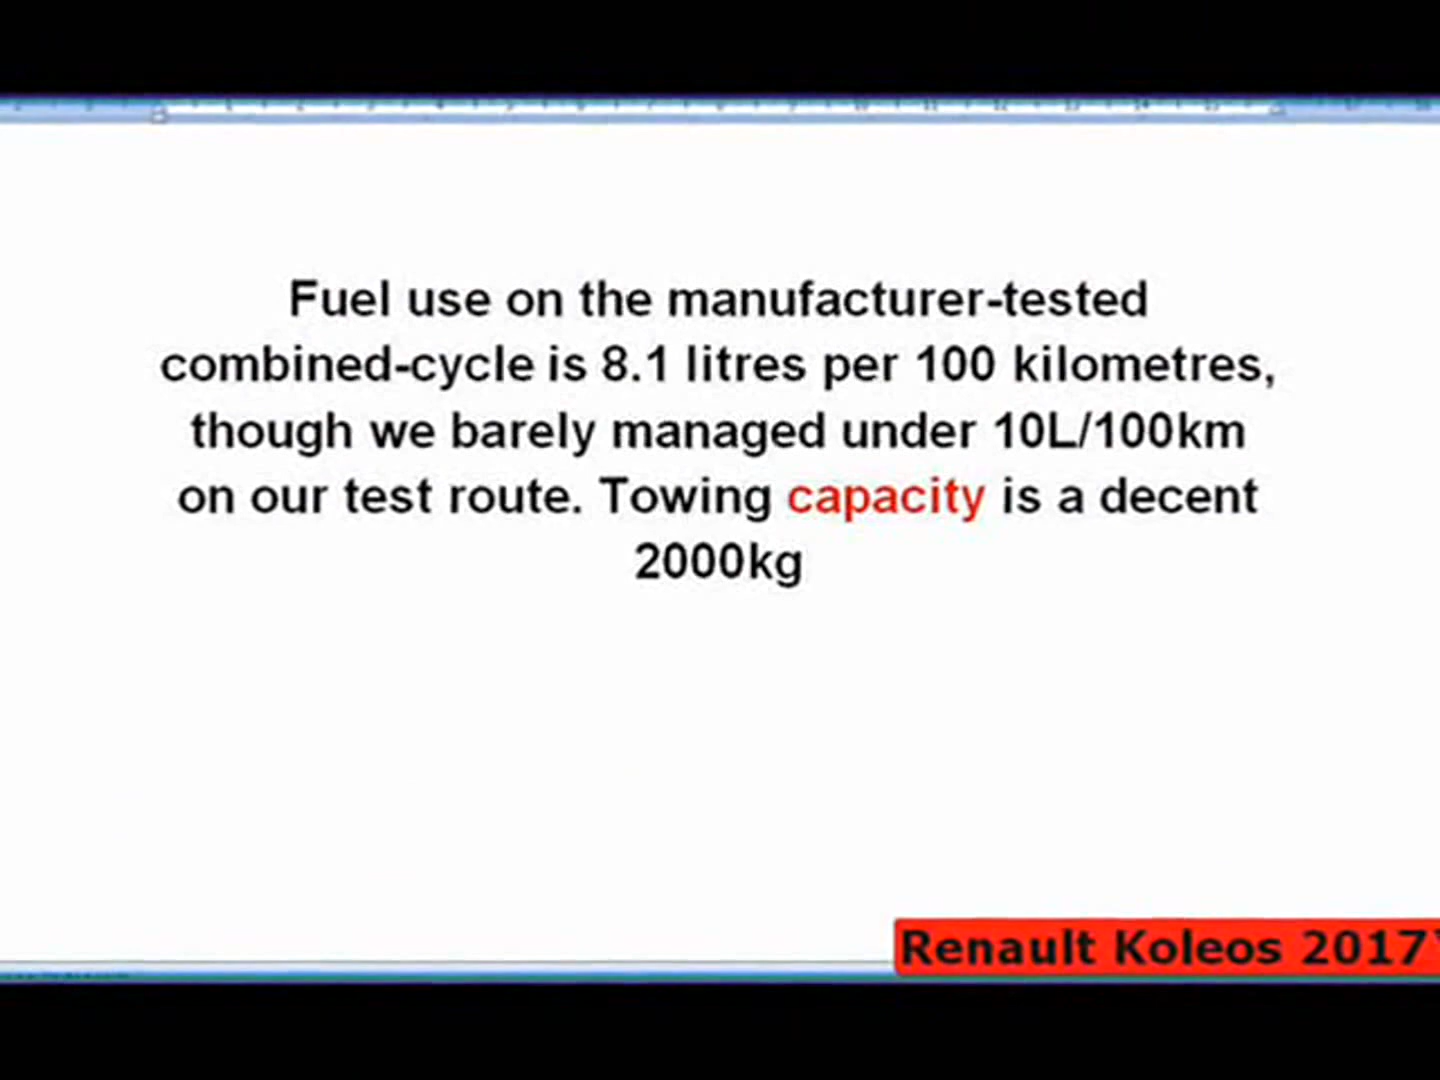 Fuel use on the manufacturer-tested
combined-cycle is 8.1 litres per 100 kilometres,
though we barely managed under 10L/100km
on our test route. Towing capacity is a decent
2000kg
Renault Koleos 2017